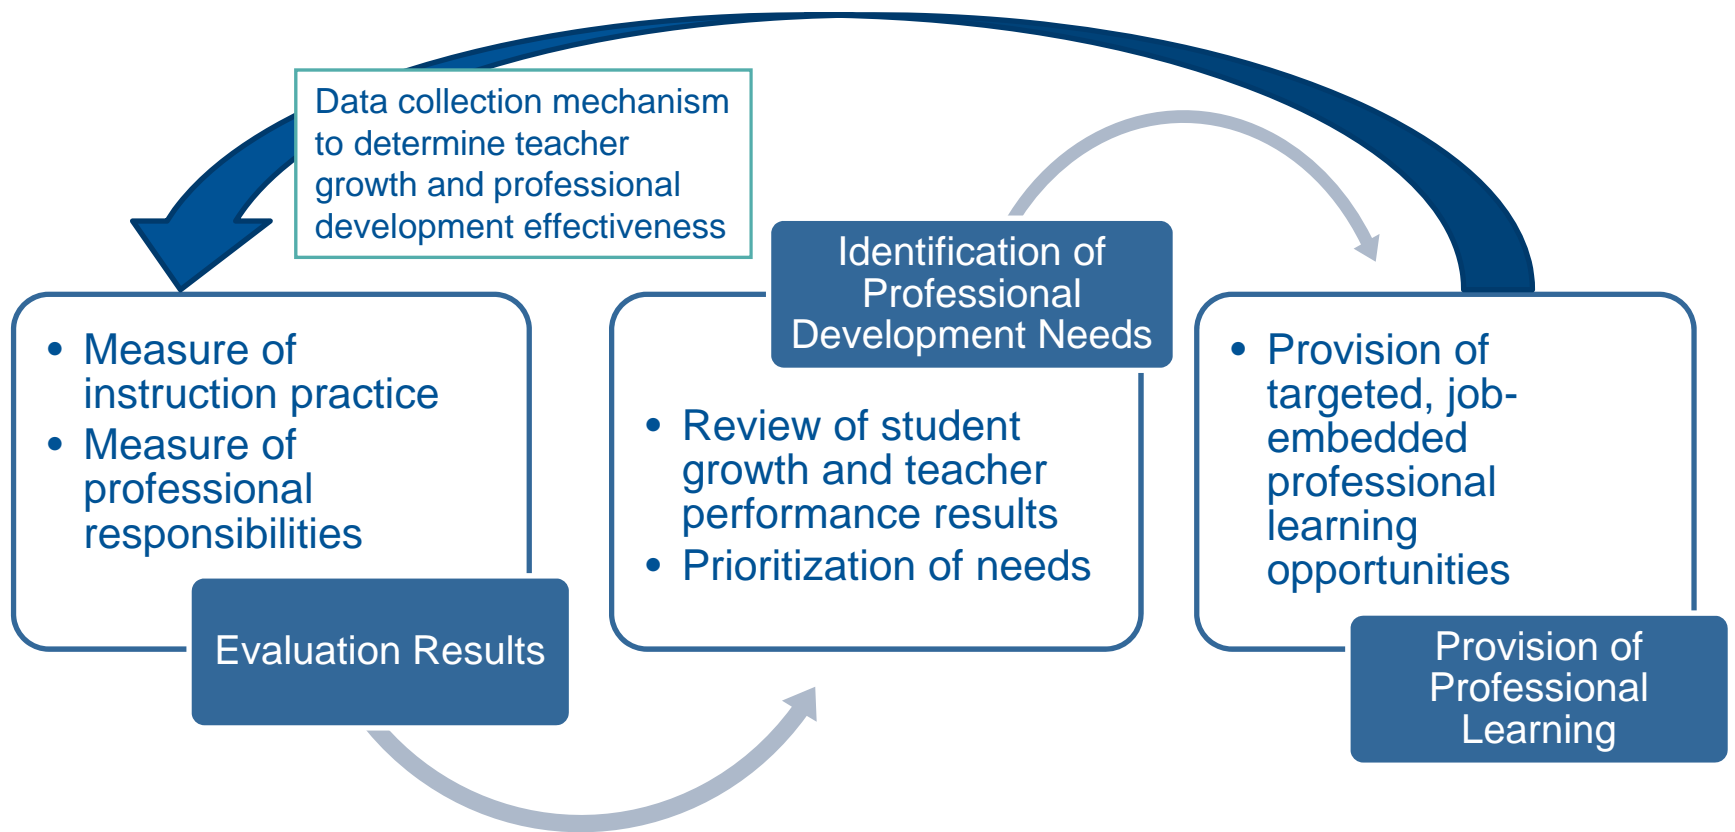 Data collection mechanism
to determine teacher
growth and professional
development effectiveness
• Measure of
instruction practice
• Measure of
professional
responsibilities
Evaluation Results
Identification of
Professional
Development Needs
• Review of student
growth and teacher
performance results
• Prioritization of needs
• Provision of
targeted, job-
embedded
professional
learning
opportunities
Provision of
Professional
Learning